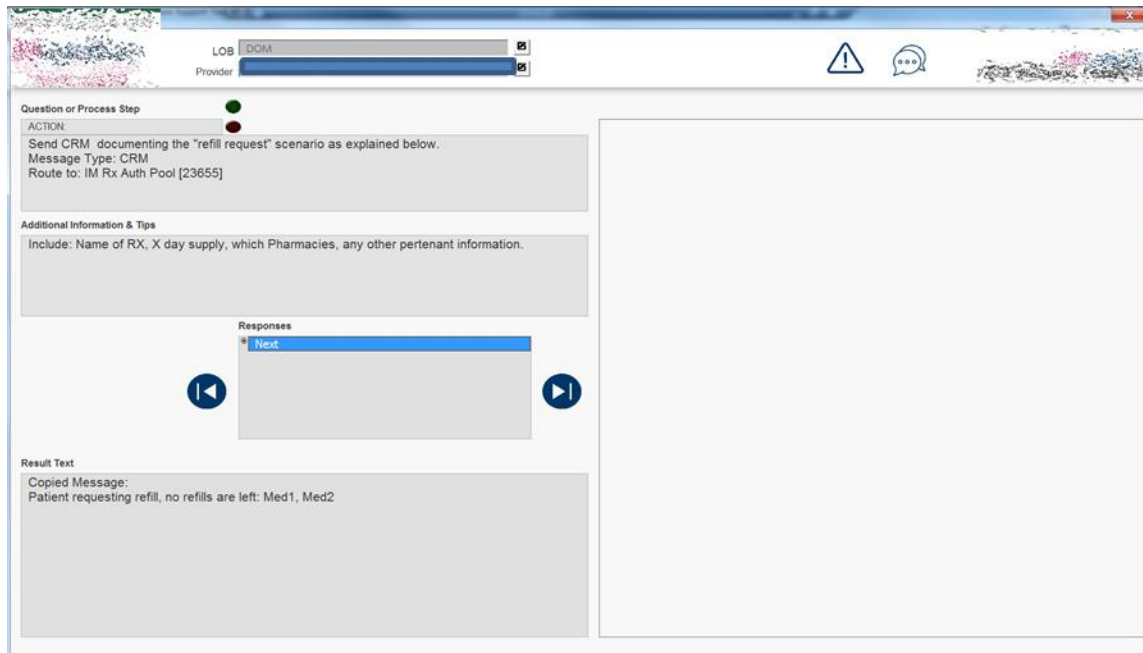 LOB
DOM
Provider
Question or Process Step
ACTION:
Send CRM documenting the "refill request" scenario as explained below.
Message Type: CRM
Route to: IM Rx Auth Pool [23655]
Additional Information & Tips
Include: Name of RX, X day supply, which Pharmacies, any other pertenant information.
Responses
Next
Result Text
Copied Message:
Patient requesting refill, no refills are left: Med1, Med2